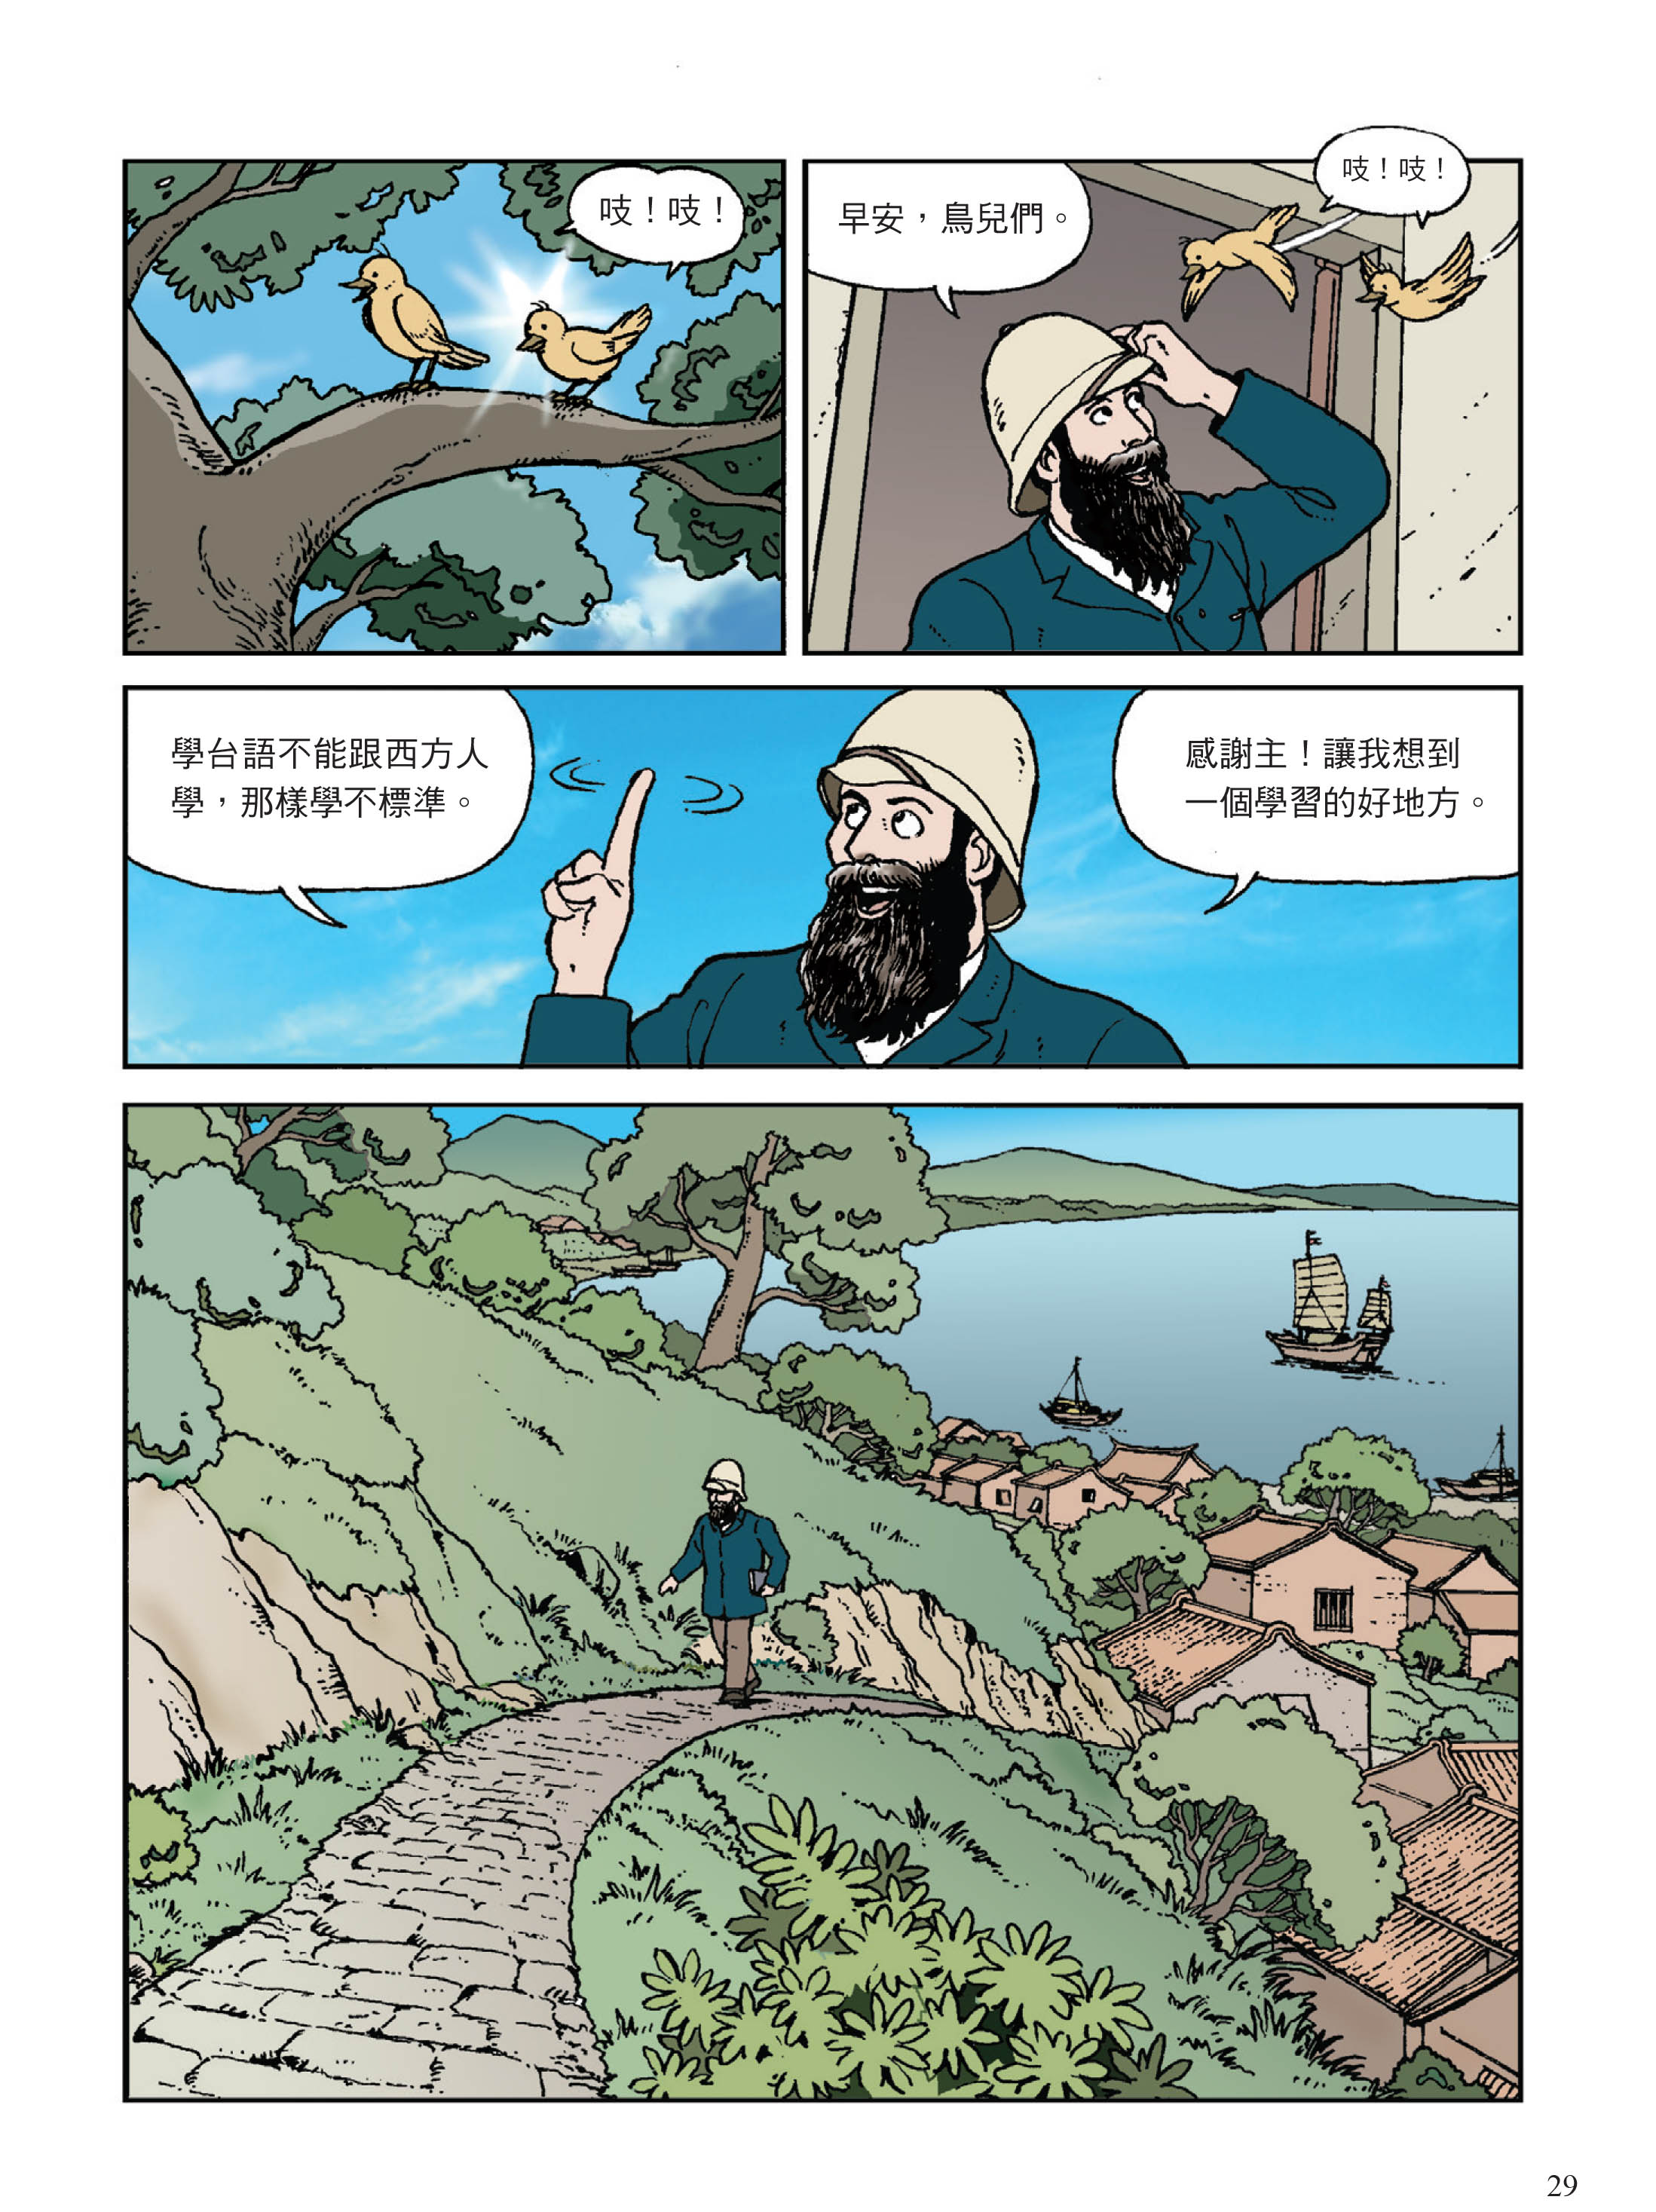 吱！吱！
早安，鳥兒們。
吱！吱！
學台語不能跟西方人
學，那樣學不標準。
感謝主！讓我想到
一個學習的好地方。
29